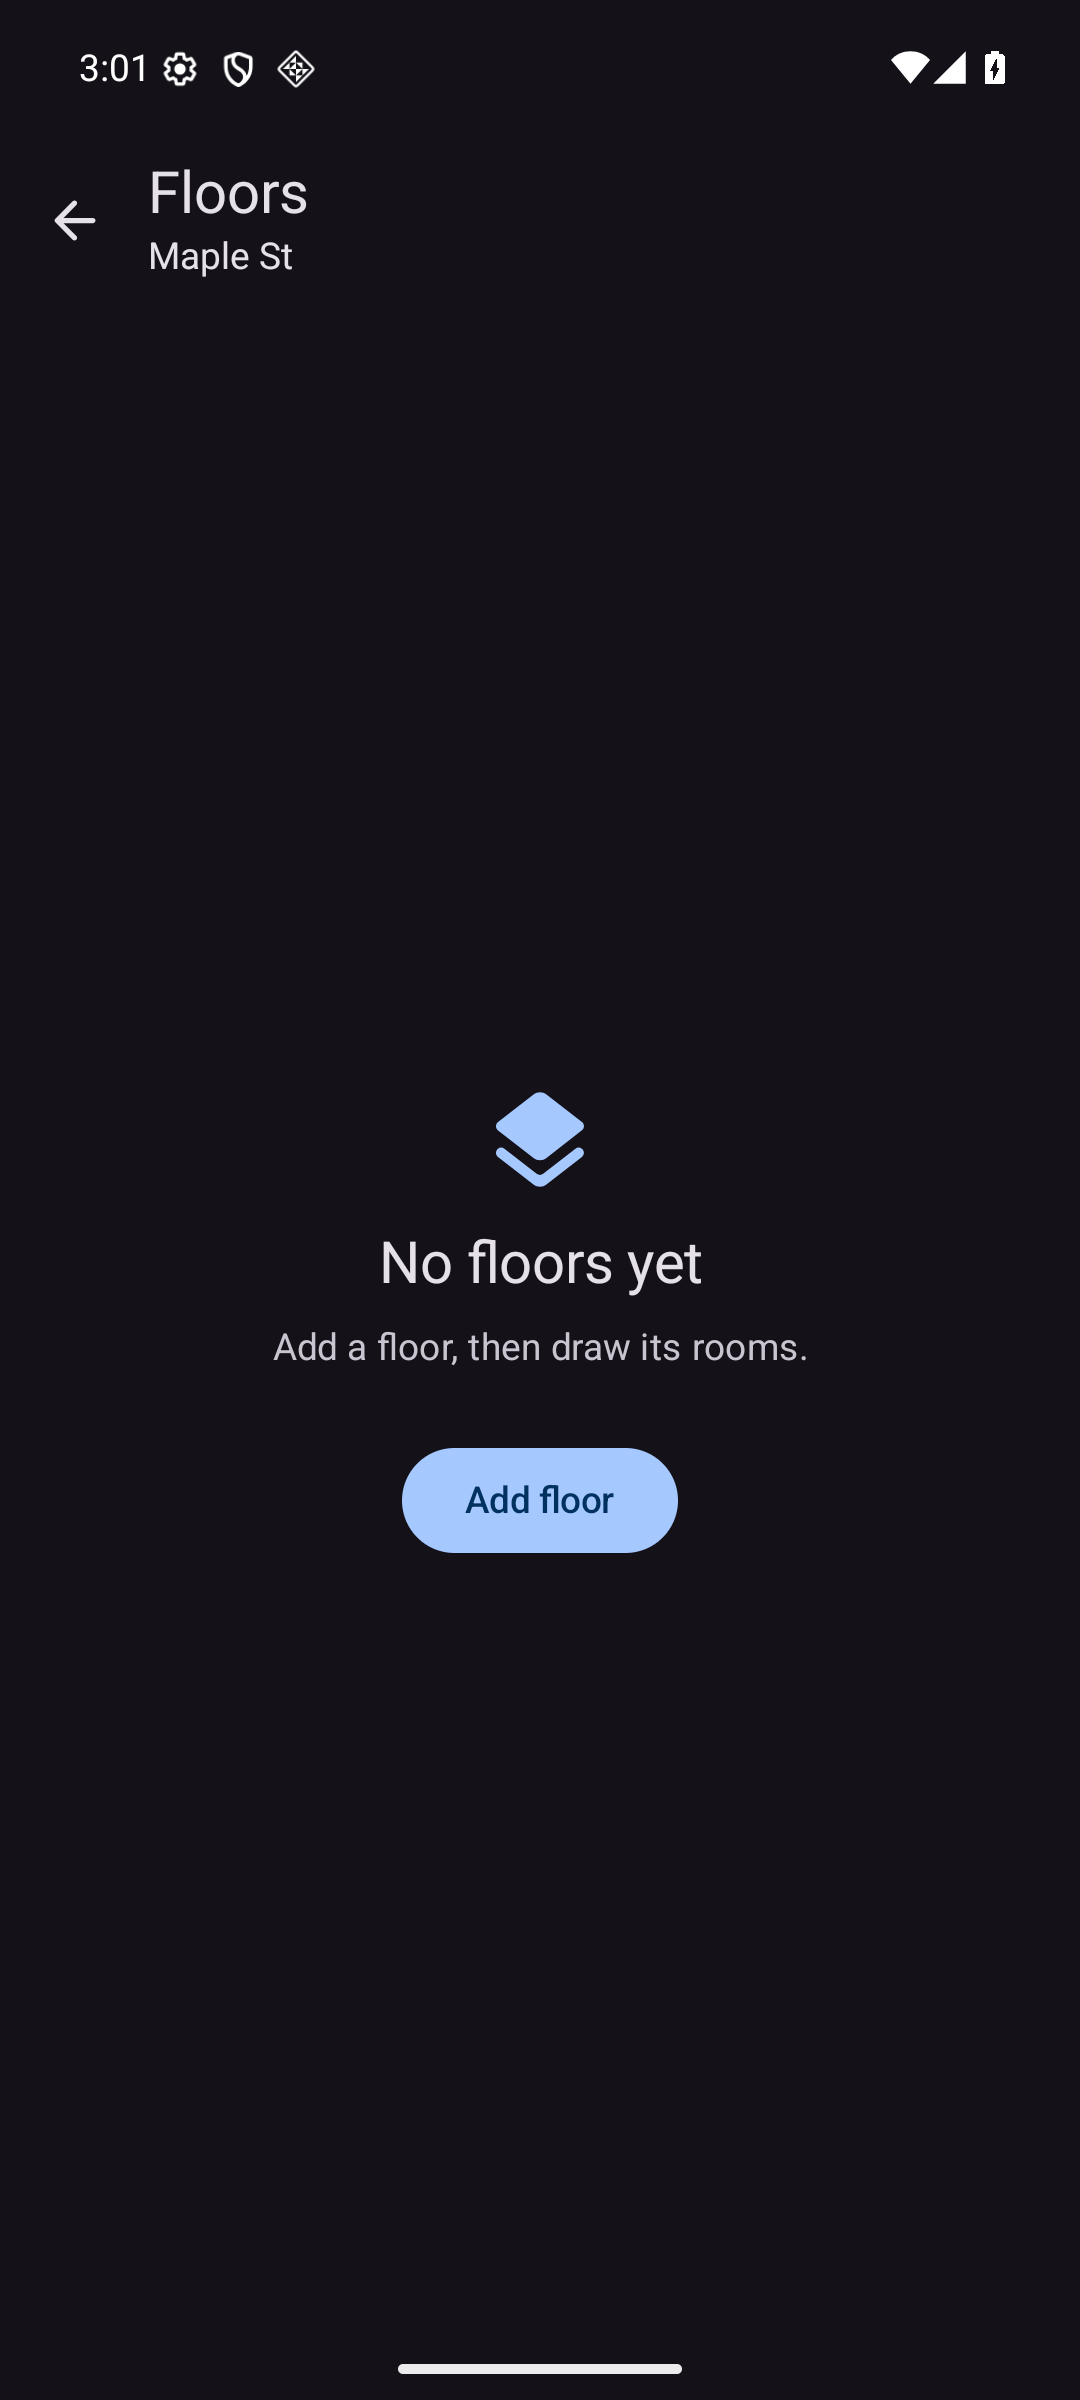 3:01
Floors
Maple St
No floors yet
Add a floor, then draw its rooms.
Add floor